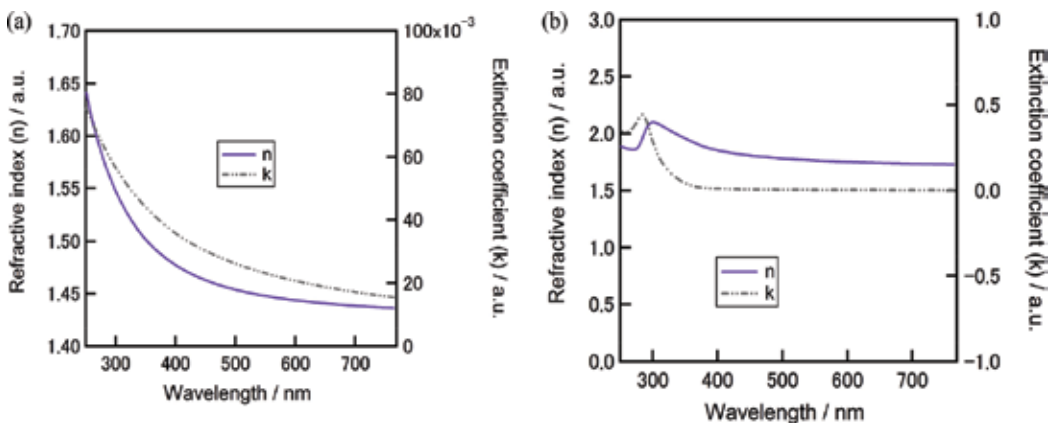 (a)
1.70
1.65
1.60
1.55
1.50
1.45
1.40
Refractive index (n) / a.u.
100x10⁻³
80
60
40
20
0
Extinction coefficient (k) / a.u.
n
k
300 400 500 600 700
Wavelength / nm
(b)
3.0
2.5
2.0
1.5
1.0
0.5
0.0
Refractive index (n) / a.u.
1.0
0.5
0.0
−0.5
−1.0
Extinction coefficient (k) / a.u.
n
k
300 400 500 600 700
Wavelength / nm